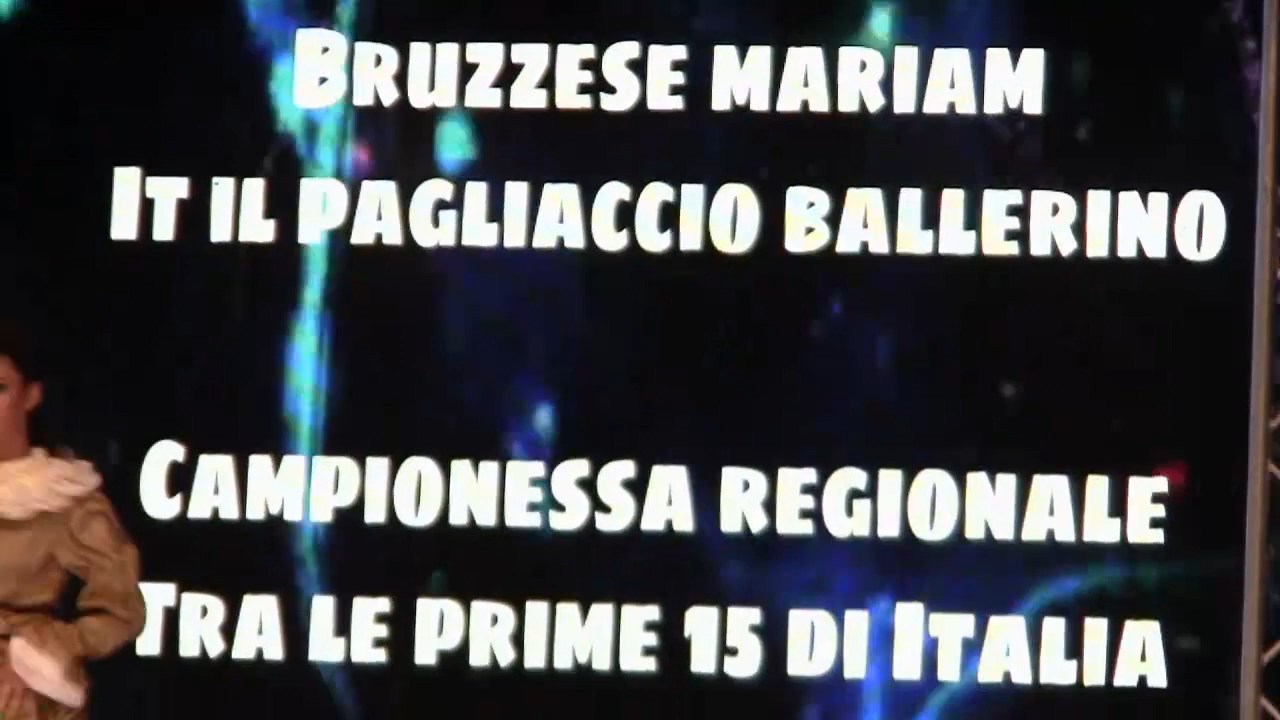 BRUZZESE MARIAM
IT IL PAGLIACCIO BALLERINO
CAMPIONESSA REGIONALE
TRA LE PRIME 15 DI ITALIA